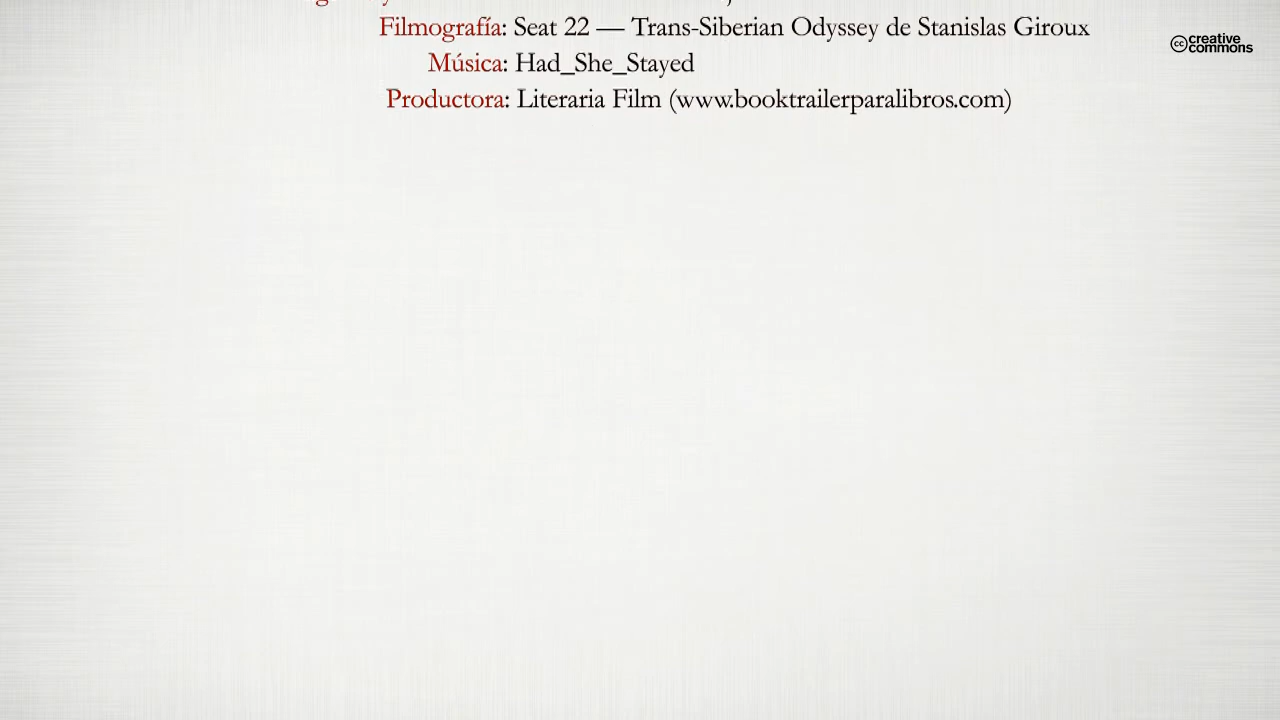 Filmografía: Seat 22 — Trans-Siberian Odyssey de Stanislas Giroux
cc creative commons
Música: Had_She_Stayed
Productora: Literaria Film (www.booktrailerparalibros.com)